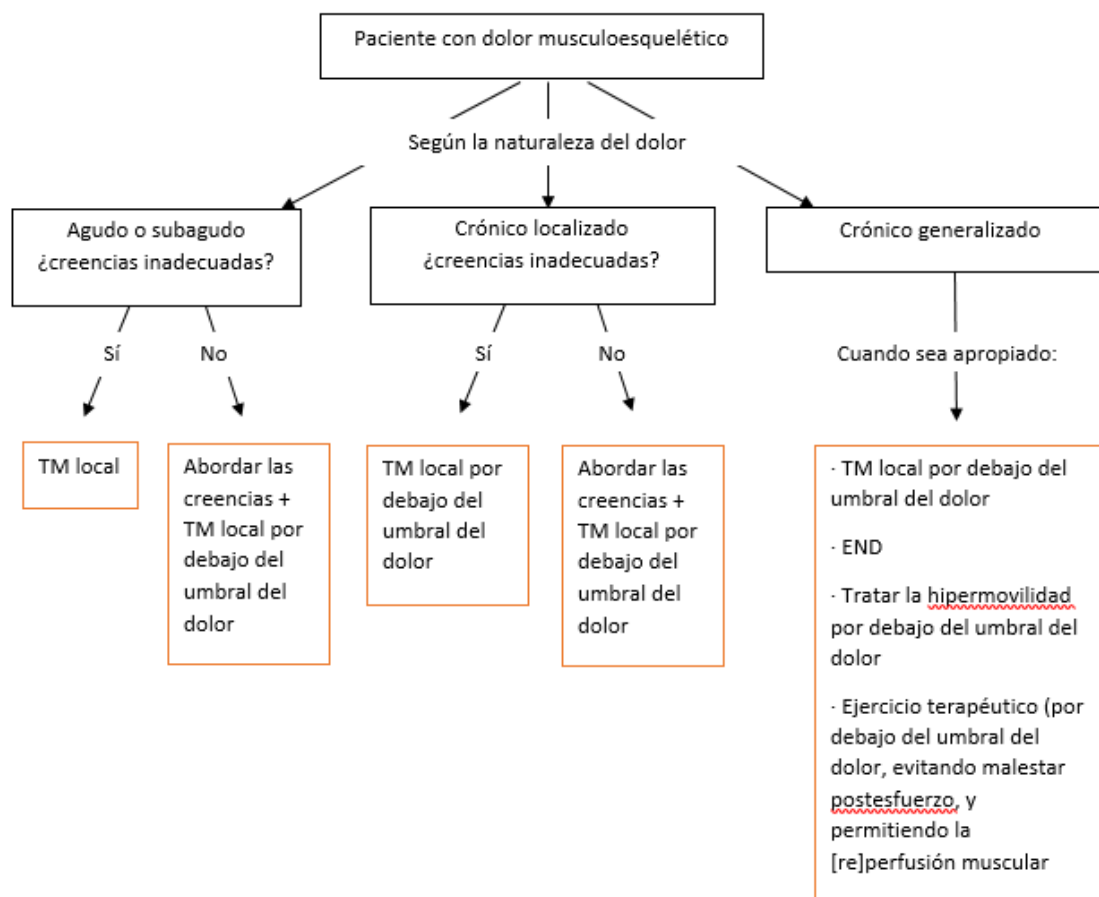 Paciente con dolor musculoesquelético
Según la naturaleza del dolor
Agudo o subagudo
¿creencias inadecuadas?
Crónico localizado
¿creencias inadecuadas?
Crónico generalizado
Sí
No
Sí
No
Cuando sea apropiado:
TM local
Abordar las
creencias +
TM local por
debajo del
umbral del
dolor
TM local por
debajo del
umbral del
dolor
Abordar las
creencias +
TM local por
debajo del
umbral del
dolor
· TM local por debajo del
umbral del dolor
· END
· Tratar la hipermovilidad
por debajo del umbral del
dolor
· Ejercicio terapéutico (por
debajo del umbral del
dolor, evitando malestar
postesfuerzo, y
permitiendo la
[re]perfusión muscular